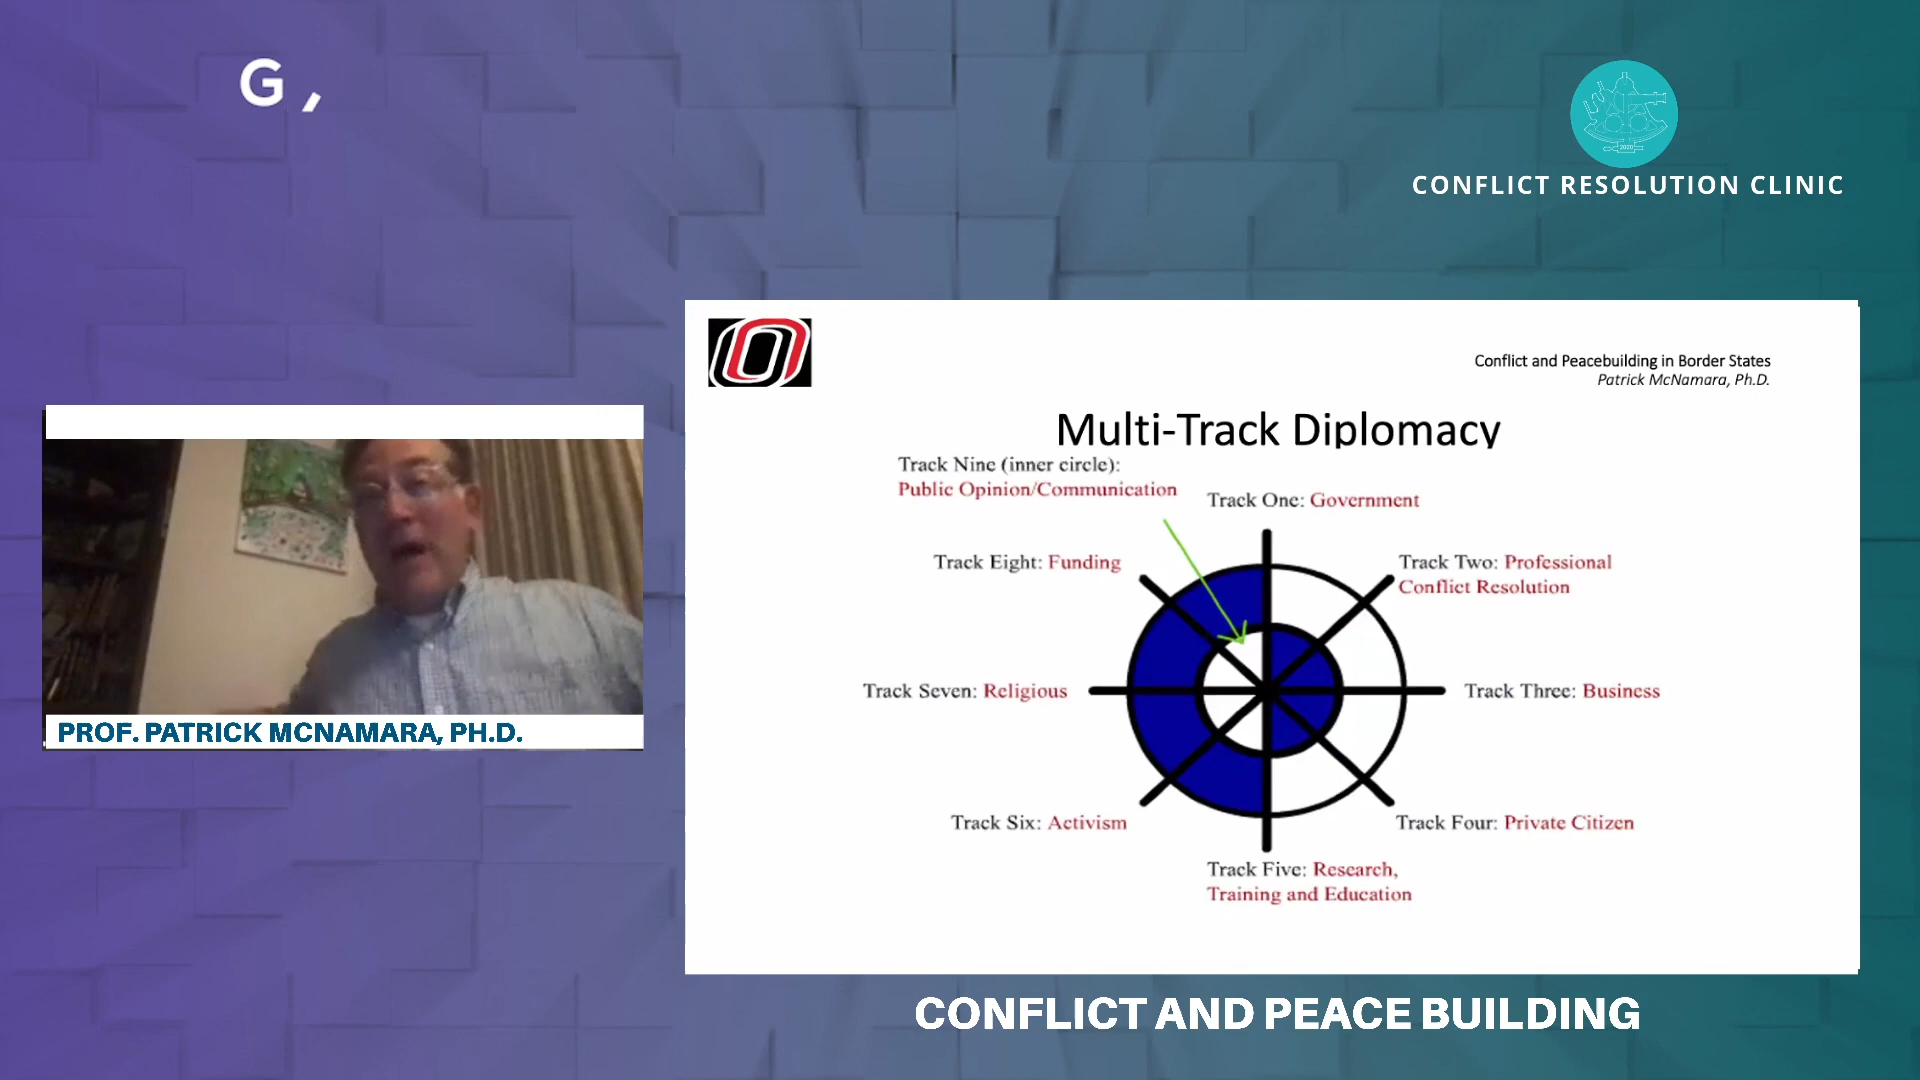 G ,
2020
CONFLICT RESOLUTION CLINIC
O
Conflict and Peacebuilding in Border States
Patrick McNamara, Ph.D.
Multi-Track Diplomacy
Track Nine (inner circle):
Public Opinion/Communication
Track One: Government
Track Eight: Funding
Track Two: Professional
Conflict Resolution
Track Seven: Religious
Track Three: Business
Track Six: Activism
Track Four: Private Citizen
Track Five: Research,
Training and Education
PROF. PATRICK MCNAMARA, PH.D.
CONFLICT AND PEACE BUILDING